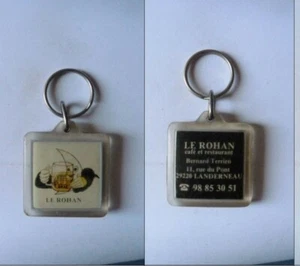 LE ROHAN
LE ROHAN
café et restaurant
Bernard Terrien
11, rue du Pont
29220 LANDERNEAU
☎ 98 85 30 51